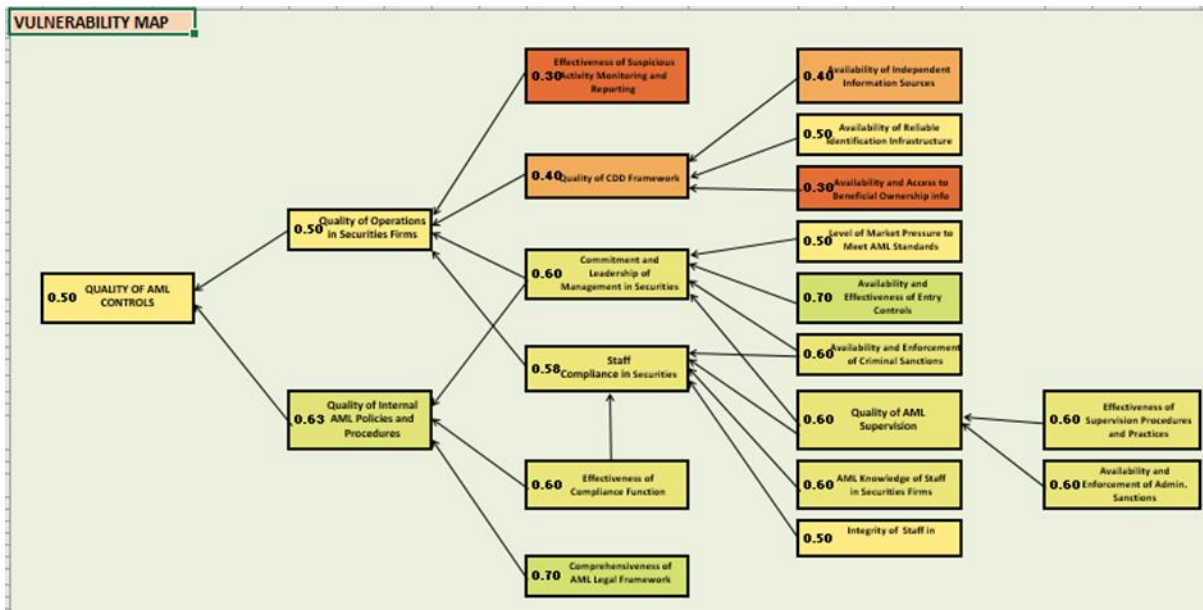 VULNERABILITY MAP
0.50
QUALITY OF AML
CONTROLS
0.50
Quality of Operations
in Securities Firms
0.63
Quality of Internal
AML Policies and
Procedures
0.30
Effectiveness of Suspicious
Activity Monitoring and
Reporting
0.40
Quality of CDD Framework
0.60
Commitment and
Leadership of
Management in Securities
0.58
Staff
Compliance in Securities
0.60
Effectiveness of
Compliance Function
0.70
Comprehensiveness of
AML Legal Framework
0.40
Availability of Independent
Information Sources
0.50
Availability of Reliable
Identification Infrastructure
0.30
Availability and Access to
Beneficial Ownership info
0.50
Level of Market Pressure to
Meet AML Standards
0.70
Availability and
Effectiveness of Entry
Controls
0.60
Availability and Enforcement
of Criminal Sanctions
0.60
Quality of AML
Supervision
0.60
AML Knowledge of Staff
in Securities Firms
0.50
Integrity of Staff in
0.60
Effectiveness of
Supervision Procedures
and Practices
0.60
Availability and
Enforcement of Admin.
Sanctions